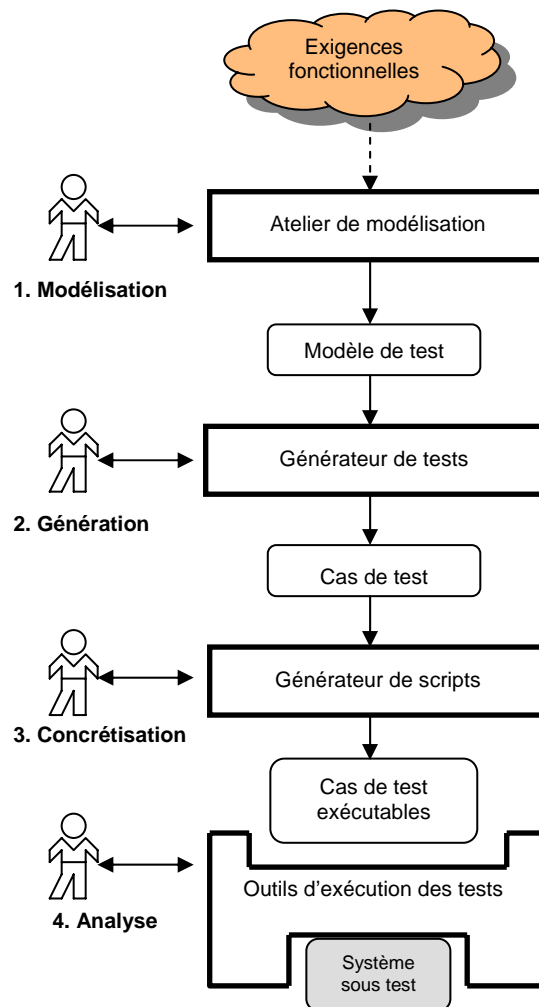 Exigences
fonctionnelles
Atelier de modélisation
1. Modélisation
Modèle de test
Générateur de tests
2. Génération
Cas de test
Générateur de scripts
3. Concrétisation
Cas de test
exécutables
Outils d'exécution des tests
4. Analyse
Système
sous test